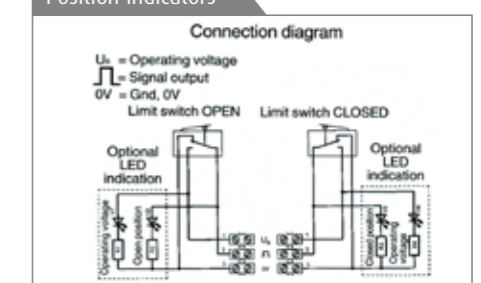 Position Indicators
Connection diagram
U♭ = Operating voltage
= Signal output
0V = Gnd, 0V
Limit switch OPEN
Limit switch CLOSED
Optional
LED
indication
Optional
LED
indication
Operating voltage
Open position
Closed position
Operating
voltage